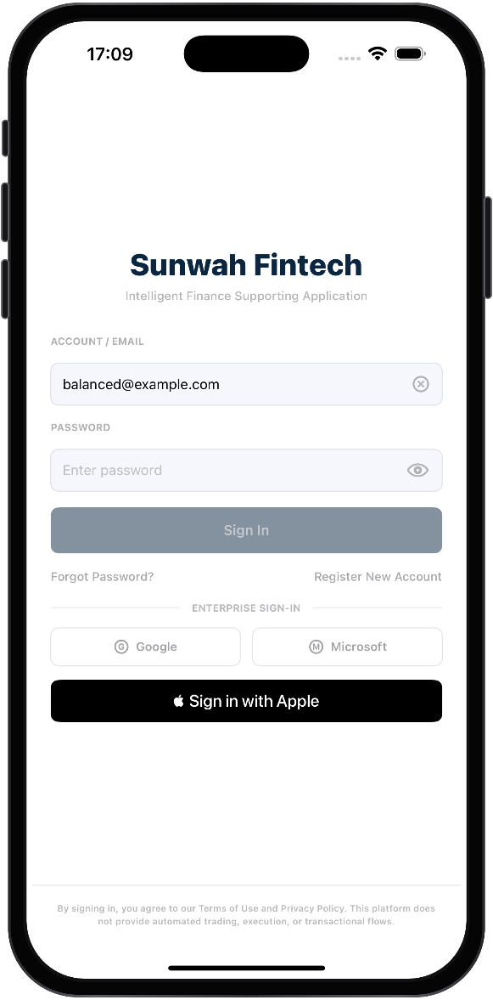 17:09
Sunwah Fintech
Intelligent Finance Supporting Application
ACCOUNT / EMAIL
balanced@example.com
PASSWORD
Enter password
Sign In
Forgot Password?
Register New Account
ENTERPRISE SIGN-IN
G Google
M Microsoft
Sign in with Apple
By signing in, you agree to our Terms of Use and Privacy Policy. This platform does
not provide automated trading, execution, or transactional flows.